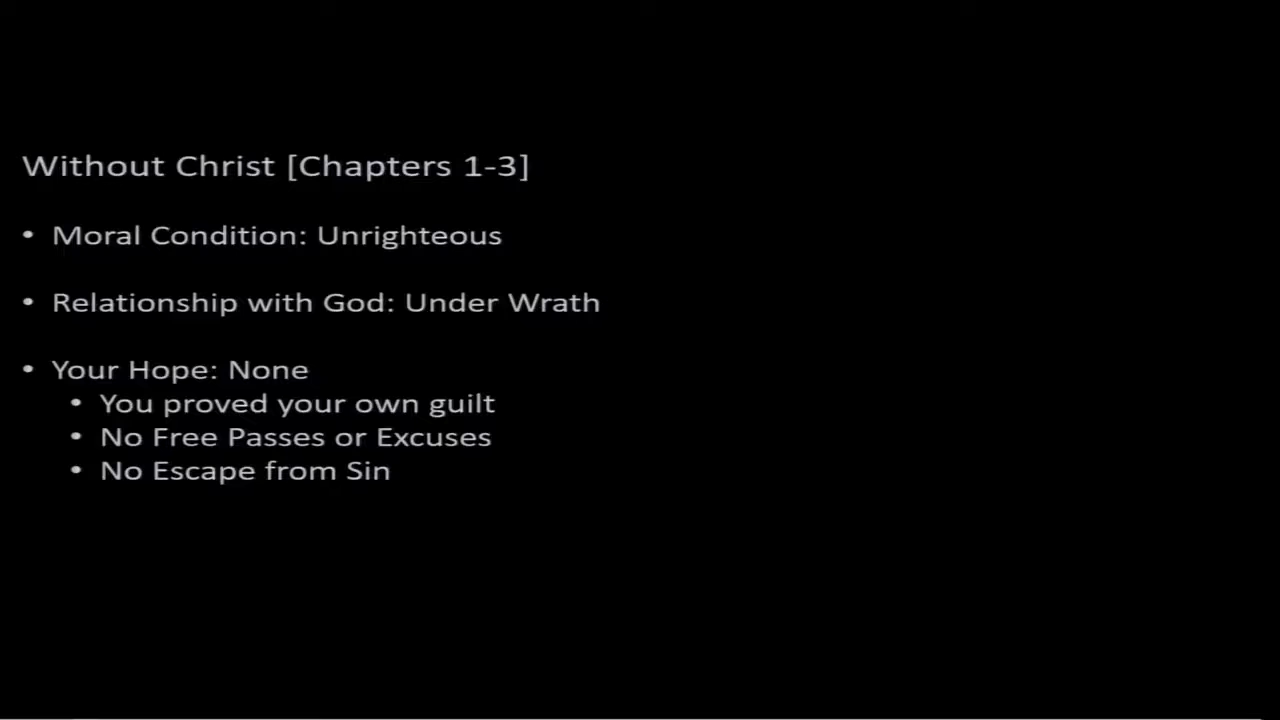 Without Christ [Chapters 1-3]
• Moral Condition: Unrighteous
• Relationship with God: Under Wrath
• Your Hope: None
• You proved your own guilt
• No Free Passes or Excuses
• No Escape from Sin